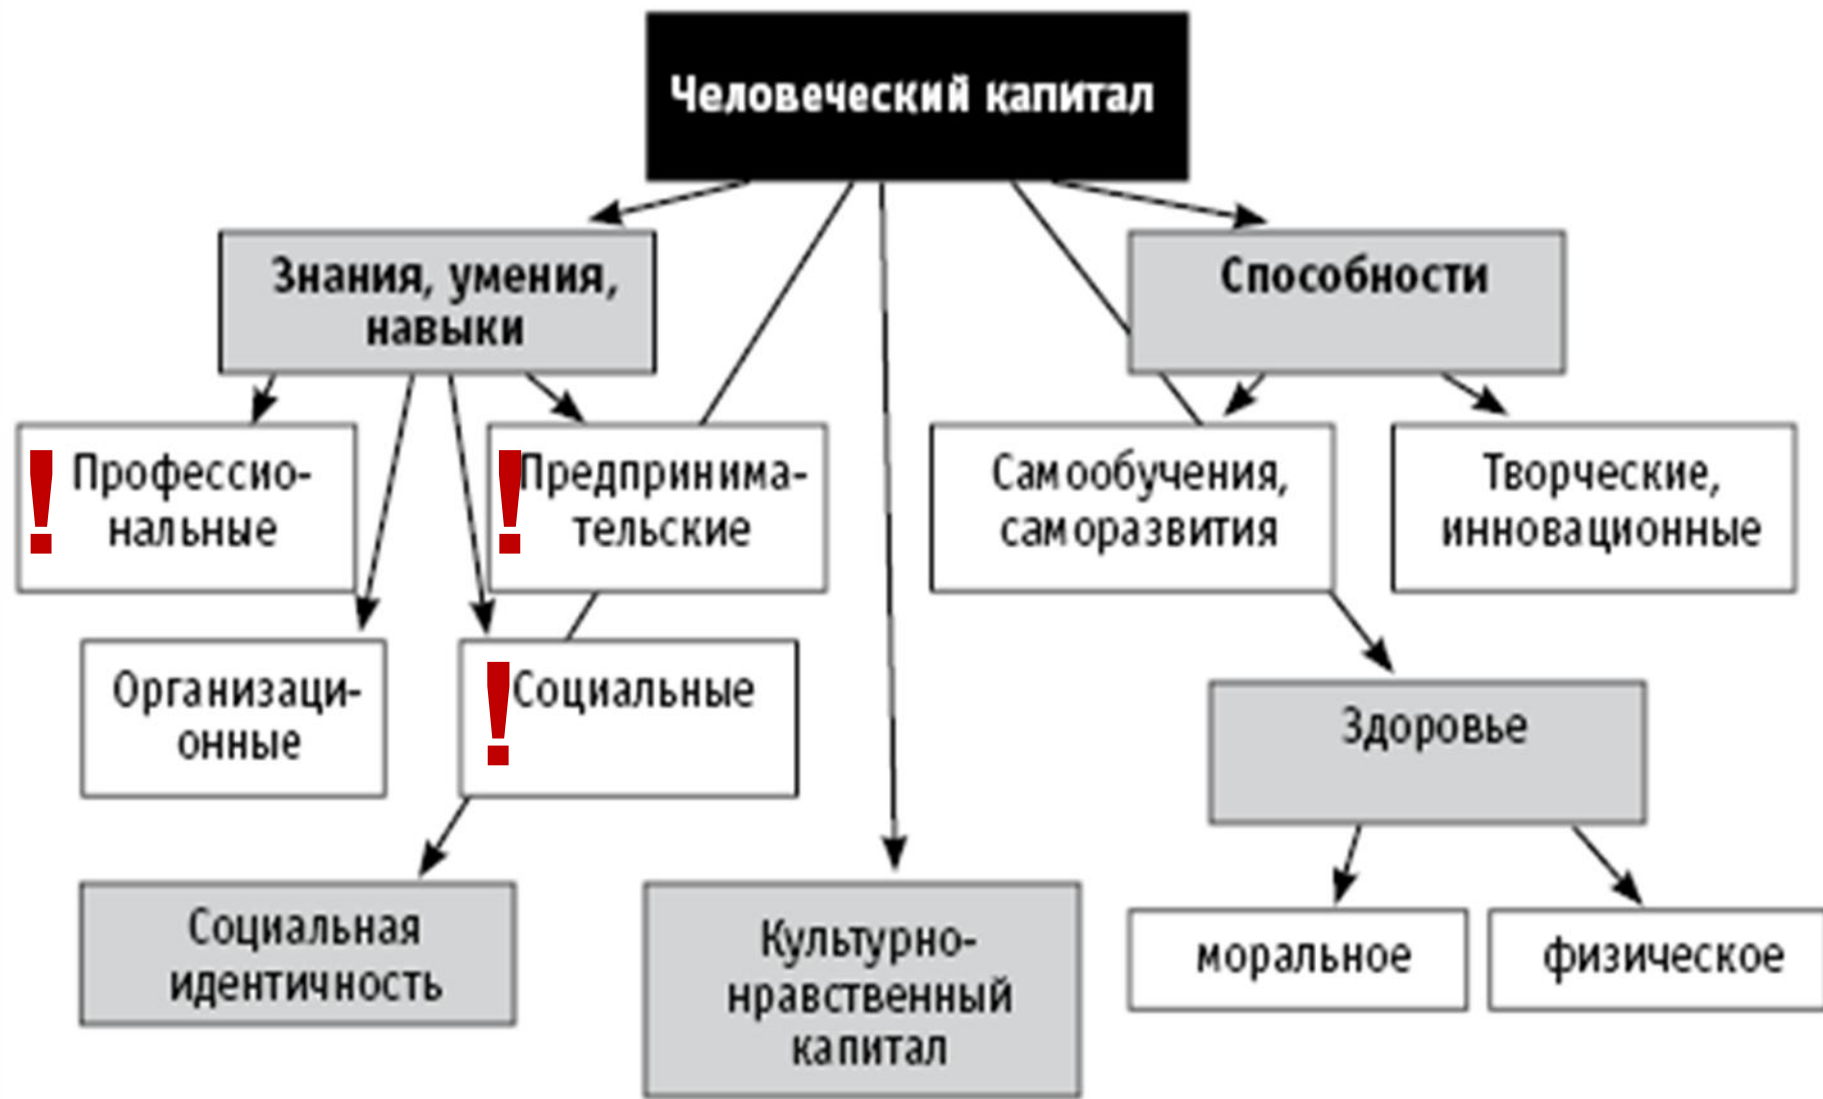 Человеческий капитал
Знания, умения,
навыки
Способности
! Профессио-
нальные
! Предпринима-
тельские
Самообучения,
саморазвития
Творческие,
инновационные
Организаци-
онные
! Социальные
Здоровье
Социальная
идентичность
Культурно-
нравственный
капитал
моральное
физическое